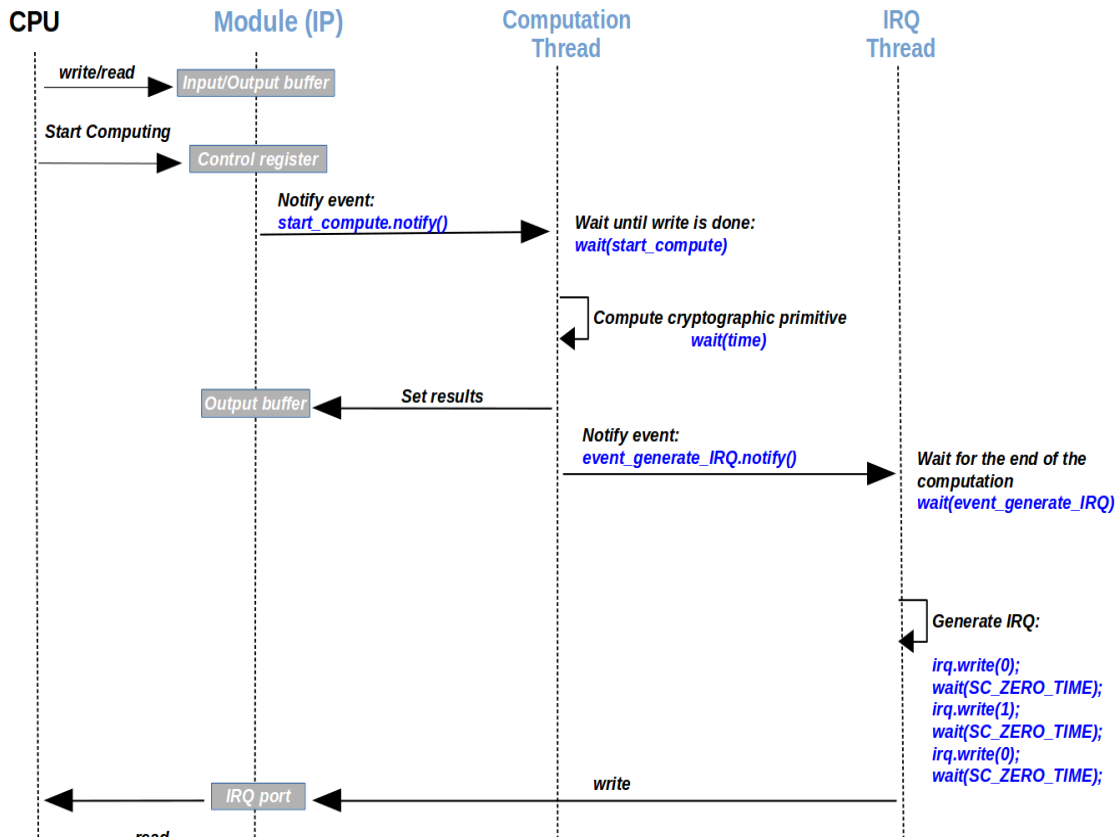 CPU
Module (IP)
Computation
Thread
IRQ
Thread
write/read
Input/Output buffer
Start Computing
Control register
Notify event:
start_compute.notify()
Wait until write is done:
wait(start_compute)
Compute cryptographic primitive
wait(time)
Output buffer
Set results
Notify event:
event_generate_IRQ.notify()
Wait for the end of the
computation
wait(event_generate_IRQ)
Generate IRQ:
irq.write(0);
wait(SC_ZERO_TIME);
irq.write(1);
wait(SC_ZERO_TIME);
irq.write(0);
wait(SC_ZERO_TIME);
IRQ port
write
read